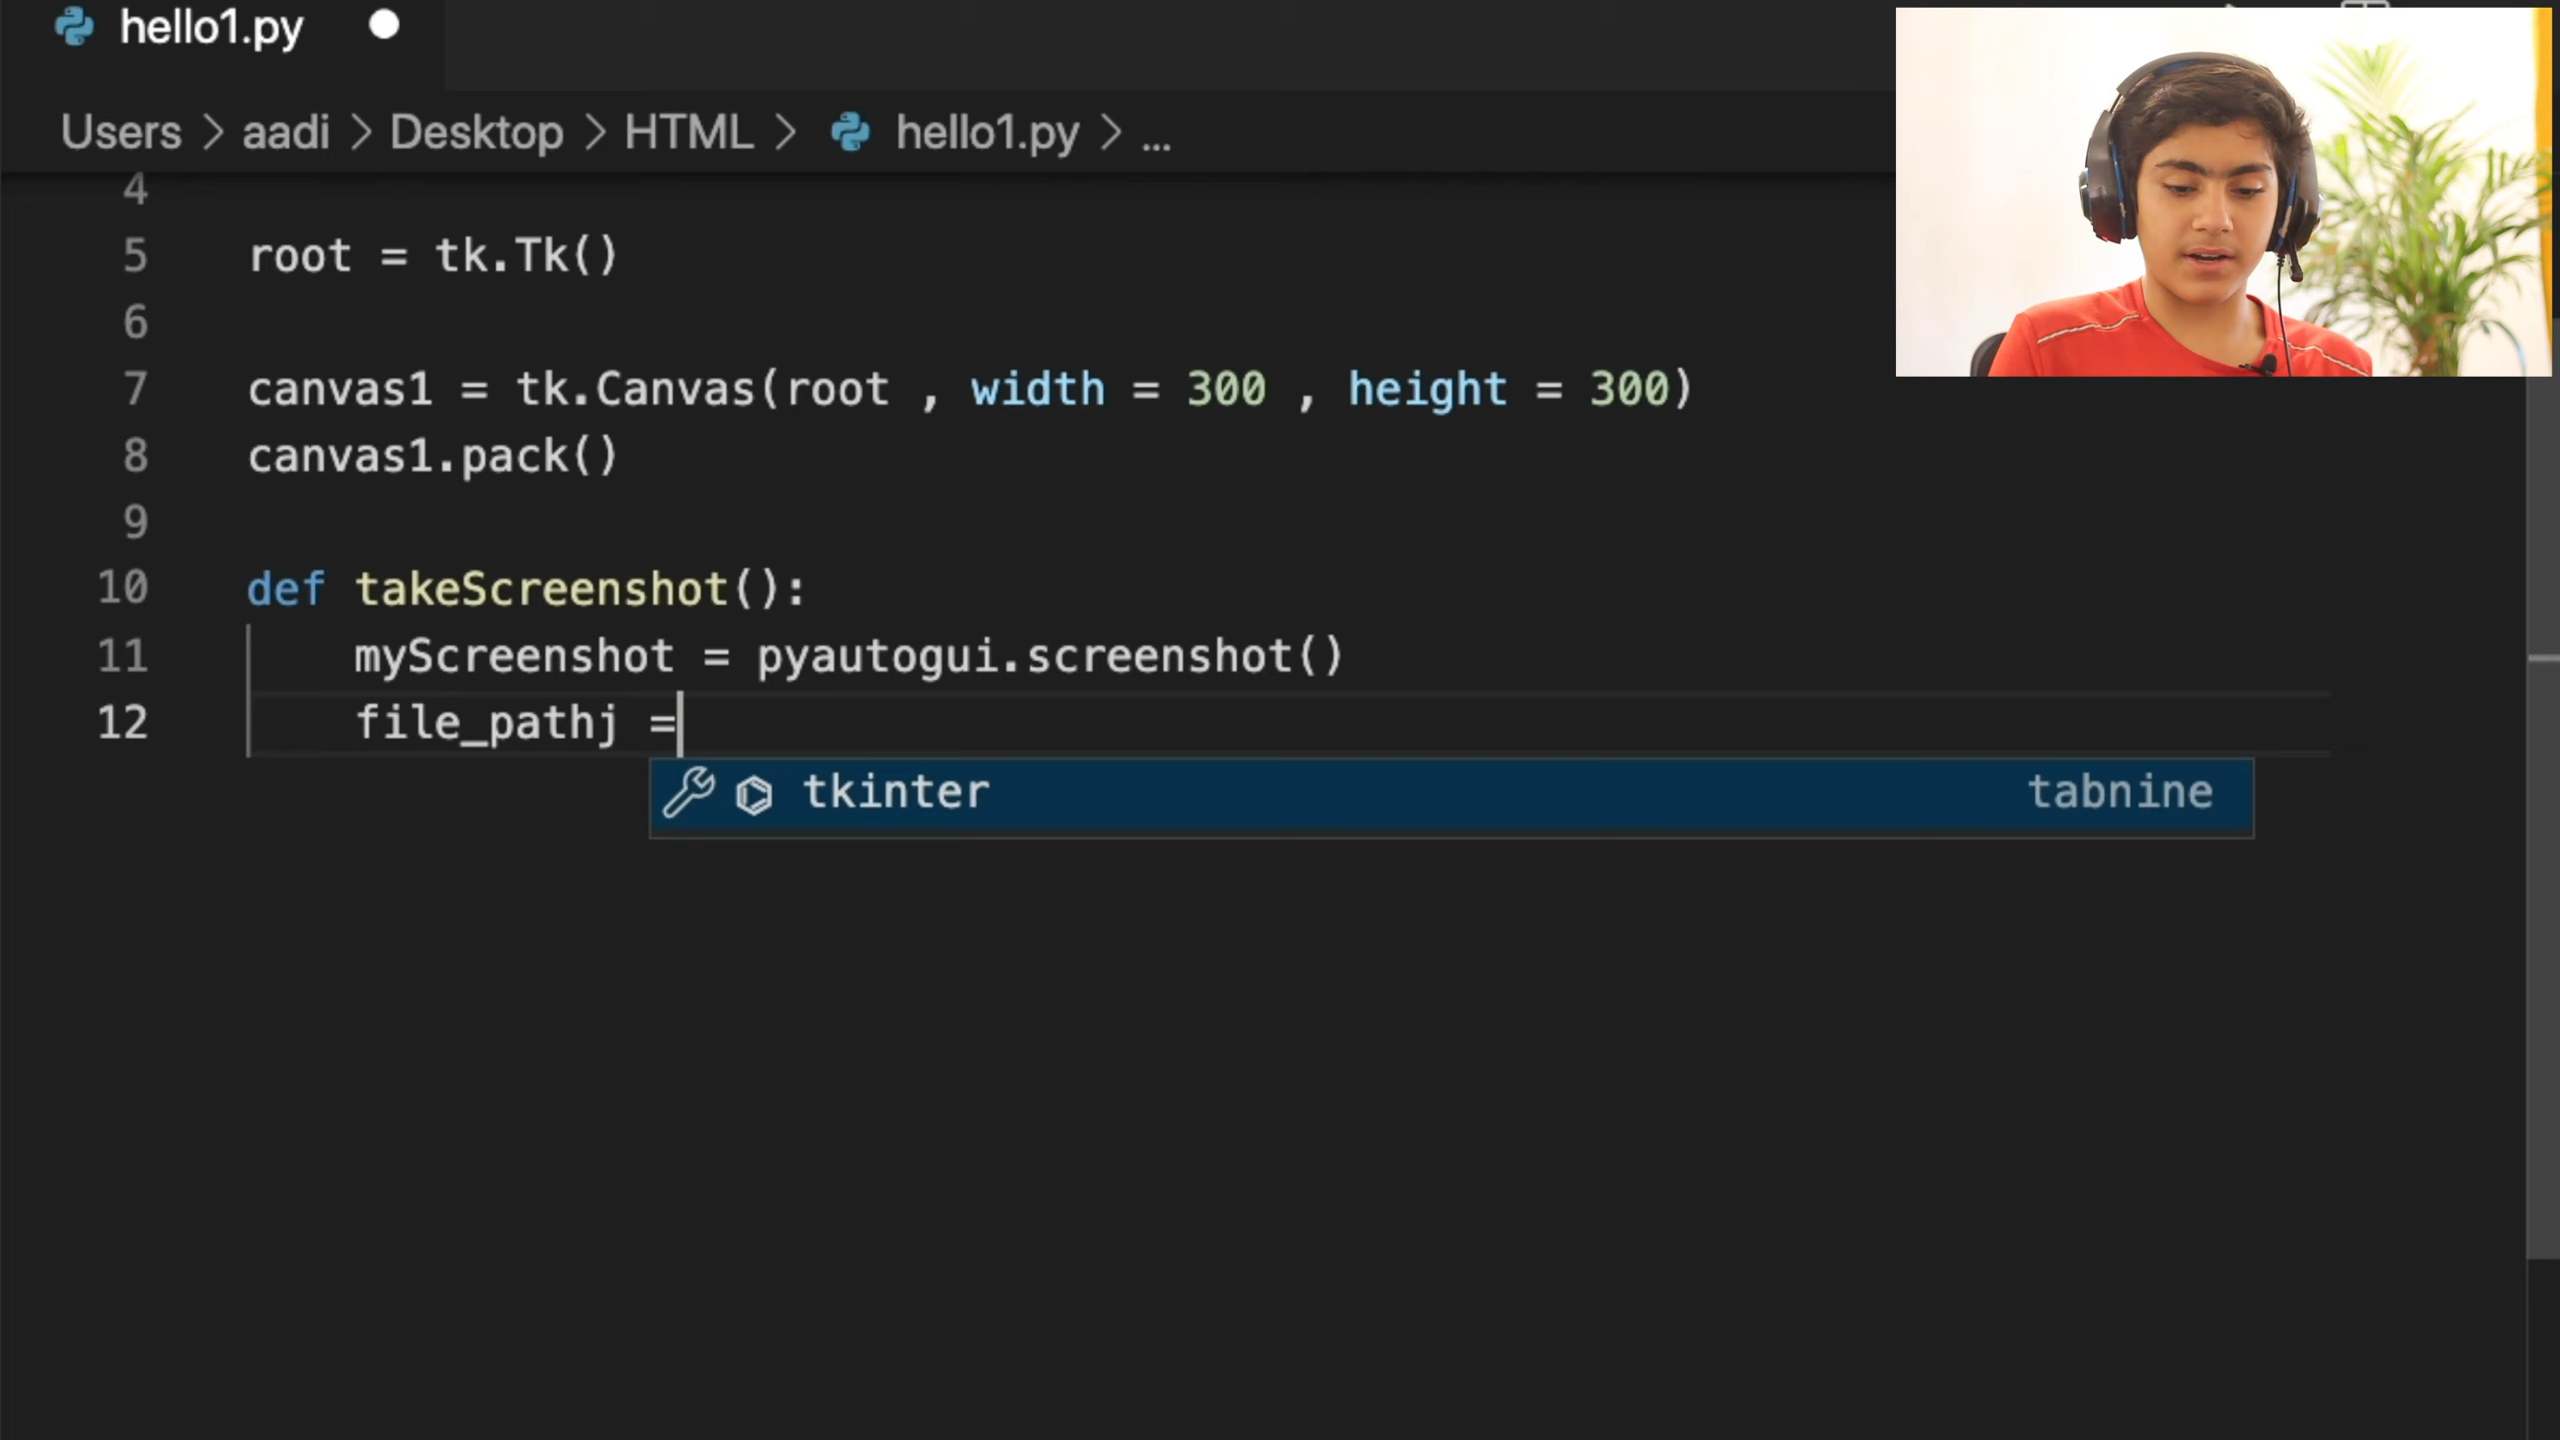 hello1.py
Users > aadi > Desktop > HTML > hello1.py > ...
4
5 root = tk.Tk()
6
7 canvas1 = tk.Canvas(root , width = 300 , height = 300)
8 canvas1.pack()
9
10 def takeScreenshot():
11 myScreenshot = pyautogui.screenshot()
12 file_pathj =
tkinter tabnine